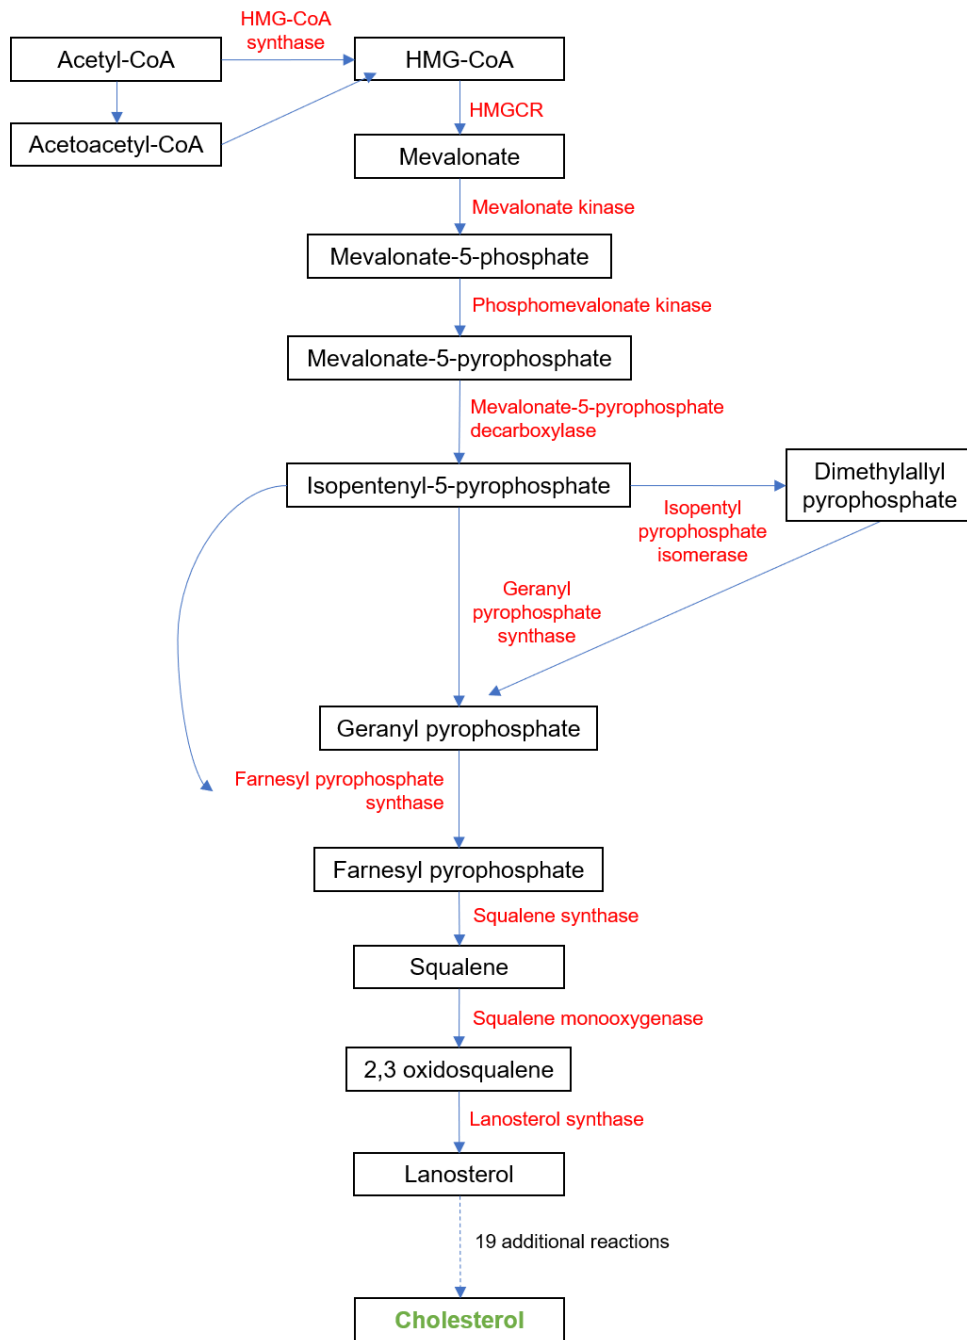 HMG-CoA
synthase
Acetyl-CoA
HMG-CoA
HMGCR
Acetoacetyl-CoA
Mevalonate
Mevalonate kinase
Mevalonate-5-phosphate
Phosphomevalonate kinase
Mevalonate-5-pyrophosphate
Mevalonate-5-pyrophosphate
decarboxylase
Isopentenyl-5-pyrophosphate
Dimethylallyl
pyrophosphate
Isopentyl
pyrophosphate
isomerase
Geranyl
pyrophosphate
synthase
Geranyl pyrophosphate
Farnesyl pyrophosphate
synthase
Farnesyl pyrophosphate
Squalene synthase
Squalene
Squalene monooxygenase
2,3 oxidosqualene
Lanosterol synthase
Lanosterol
19 additional reactions
Cholesterol